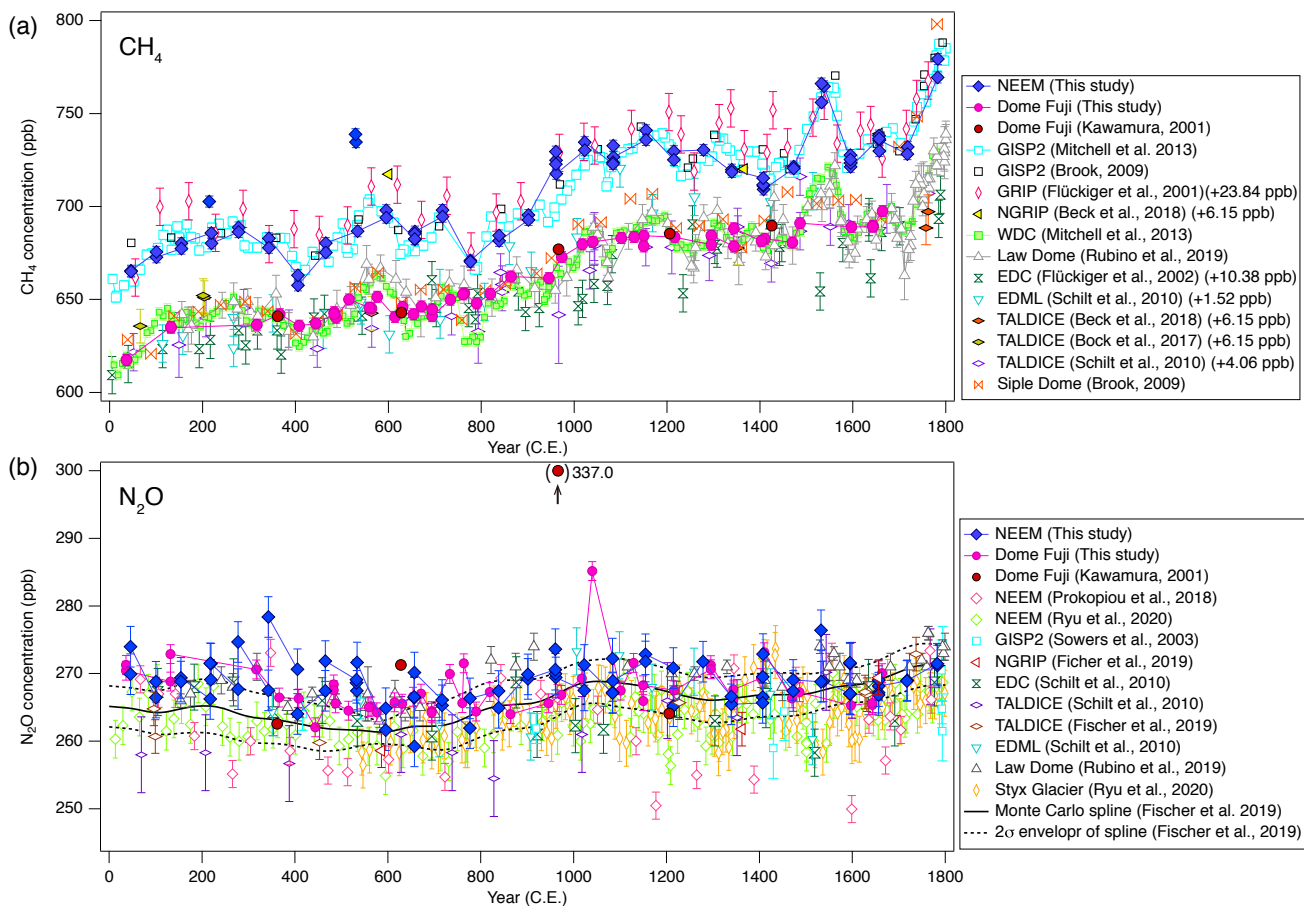 (a)
CH4
CH4 concentration (ppb)
800
750
700
650
600
0 200 400 600 800 1000 1200 1400 1600 1800
Year (C.E.)
NEEM (This study)
Dome Fuji (This study)
Dome Fuji (Kawamura, 2001)
GISP2 (Mitchell et al. 2013)
GISP2 (Brook, 2009)
GRIP (Flückiger et al., 2001)(+23.84 ppb)
NGRIP (Beck et al., 2018) (+6.15 ppb)
WDC (Mitchell et al., 2013)
Law Dome (Rubino et al., 2019)
EDC (Flückiger et al., 2002) (+10.38 ppb)
EDML (Schilt et al., 2010) (+1.52 ppb)
TALDICE (Beck et al., 2018) (+6.15 ppb)
TALDICE (Bock et al., 2017) (+6.15 ppb)
TALDICE (Schilt et al., 2010) (+4.06 ppb)
Siple Dome (Brook, 2009)
(b)
N2O
( ) 337.0
N2O concentration (ppb)
300
290
280
270
260
250
0 200 400 600 800 1000 1200 1400 1600 1800
Year (C.E.)
NEEM (This study)
Dome Fuji (This study)
Dome Fuji (Kawamura, 2001)
NEEM (Prokopiou et al., 2018)
NEEM (Ryu et al., 2020)
GISP2 (Sowers et al., 2003)
NGRIP (Ficher et al., 2019)
EDC (Schilt et al., 2010)
TALDICE (Schilt et al., 2010)
TALDICE (Fischer et al., 2019)
EDML (Schilt et al., 2010)
Law Dome (Rubino et al., 2019)
Styx Glacier (Ryu et al., 2020)
Monte Carlo spline (Fischer et al. 2019)
2σ envelopr of spline (Fischer et al., 2019)